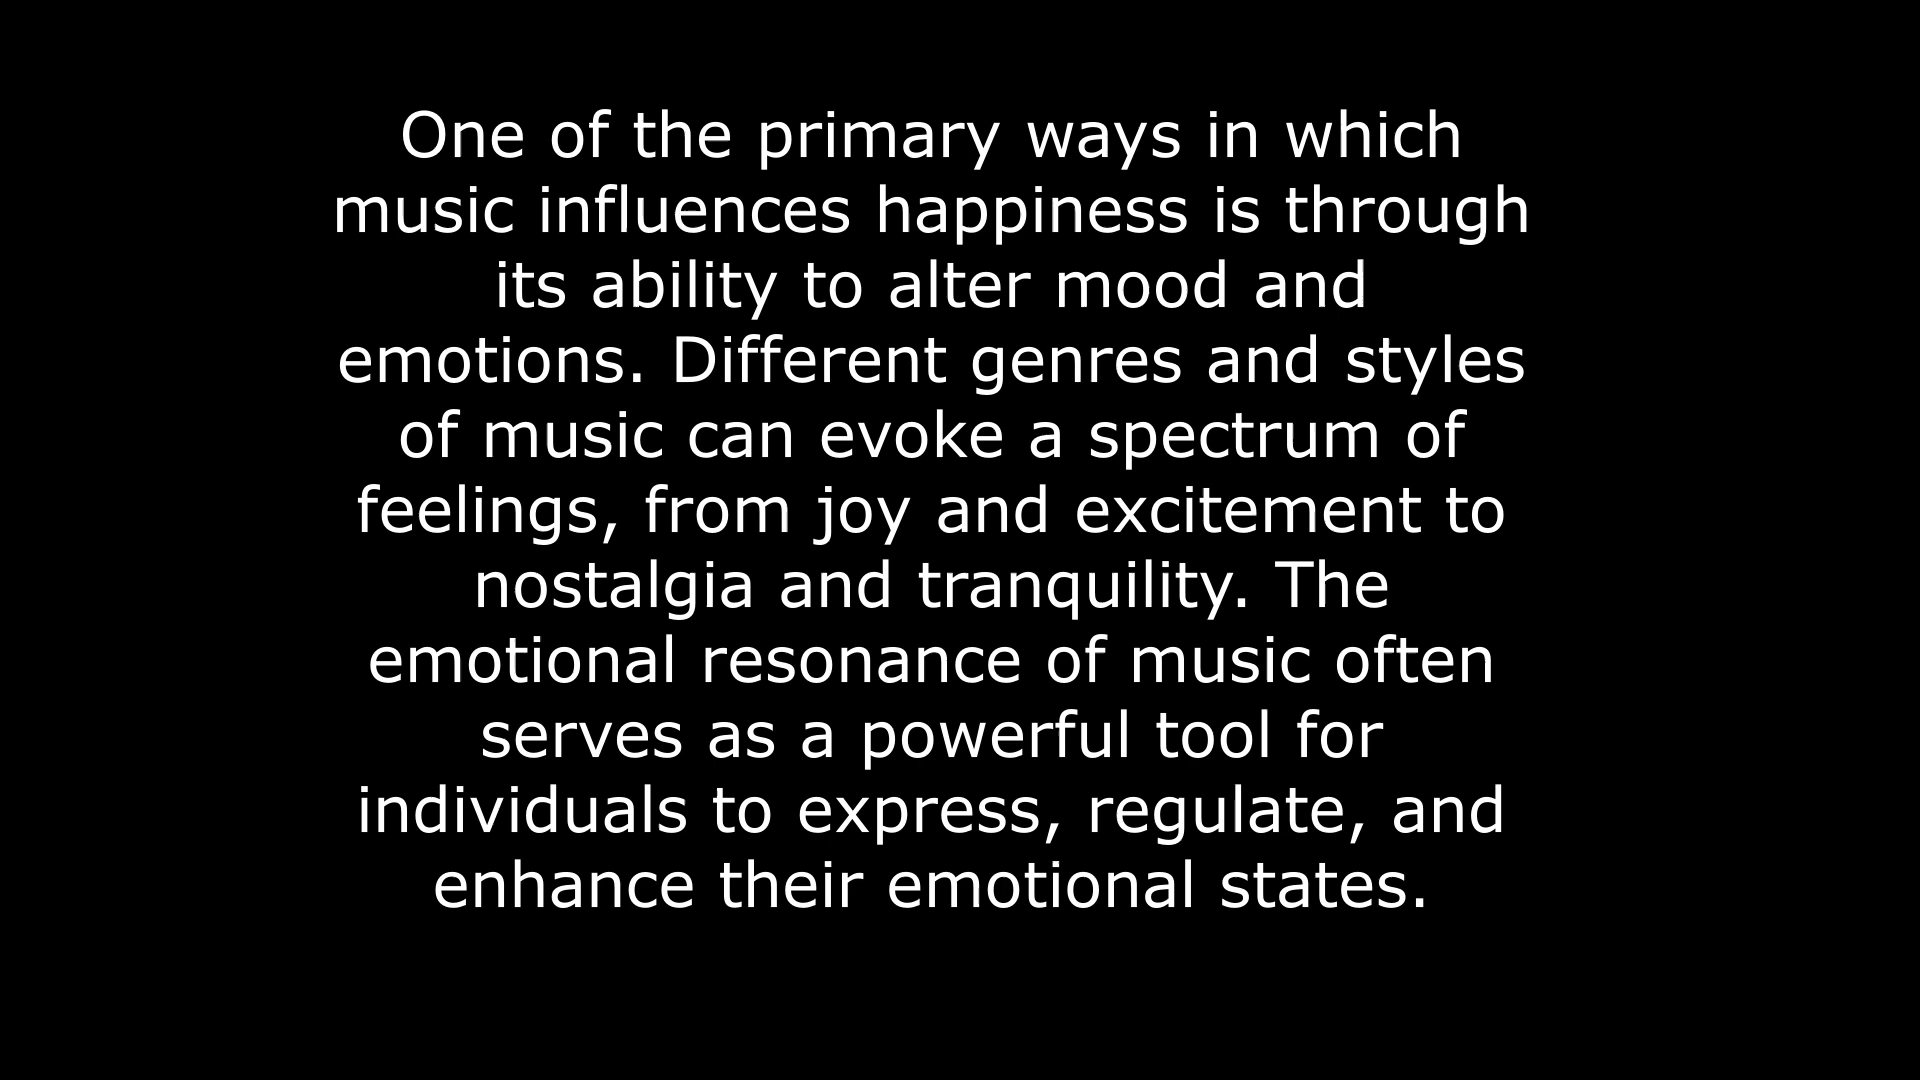 One of the primary ways in which
music influences happiness is through
its ability to alter mood and
emotions. Different genres and styles
of music can evoke a spectrum of
feelings, from joy and excitement to
nostalgia and tranquility. The
emotional resonance of music often
serves as a powerful tool for
individuals to express, regulate, and
enhance their emotional states.